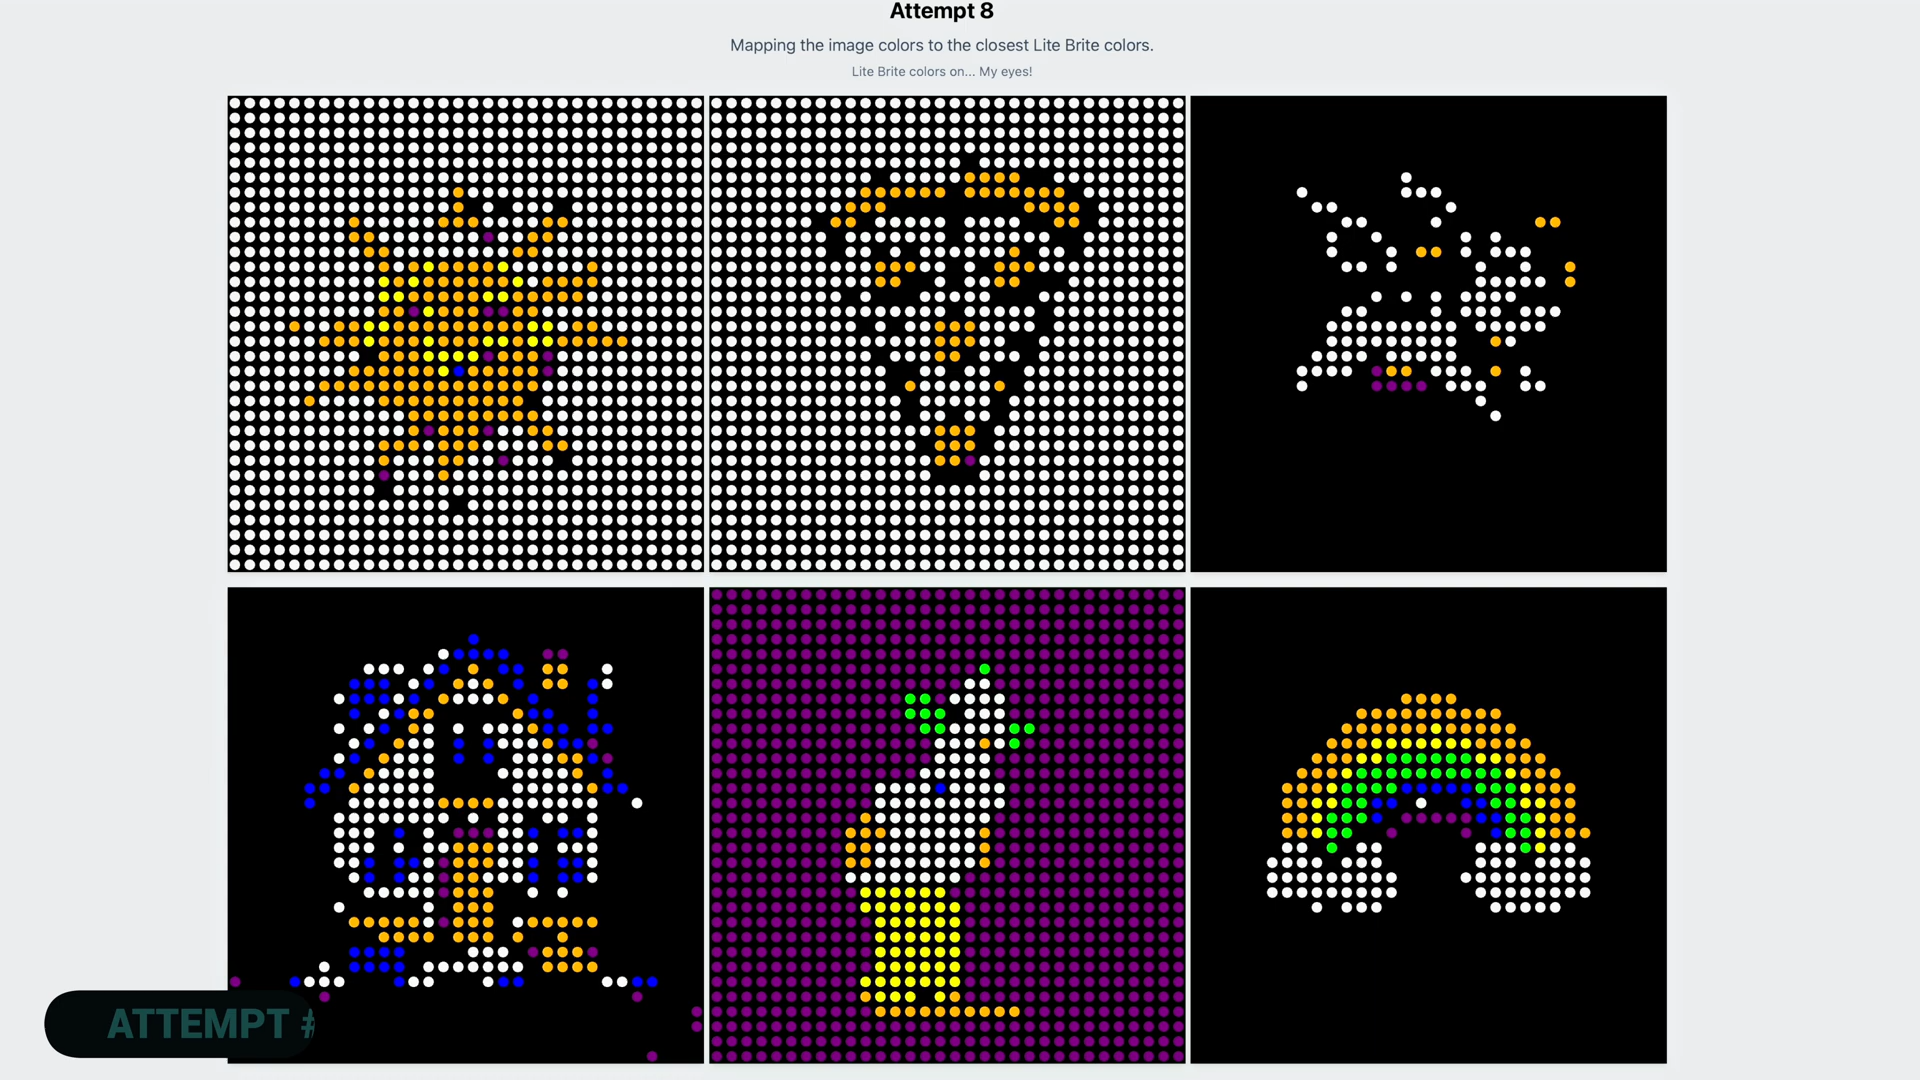 Attempt 8
Mapping the image colors to the closest Lite Brite colors.
Lite Brite colors on... My eyes!
ATTEMPT #